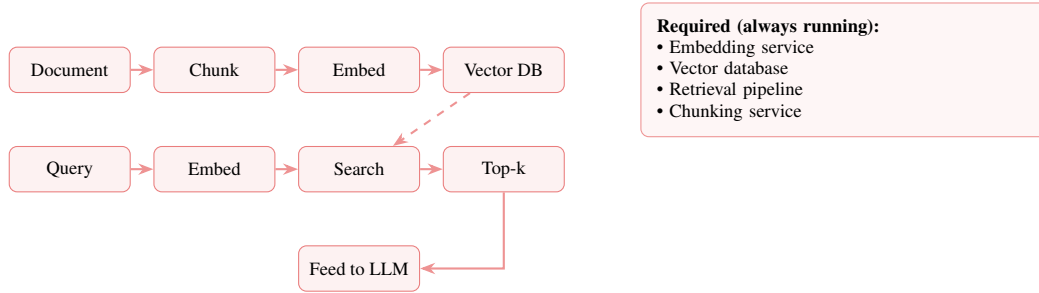 Document
Chunk
Embed
Vector DB
Query
Embed
Search
Top-k
Feed to LLM
Required (always running):
• Embedding service
• Vector database
• Retrieval pipeline
• Chunking service